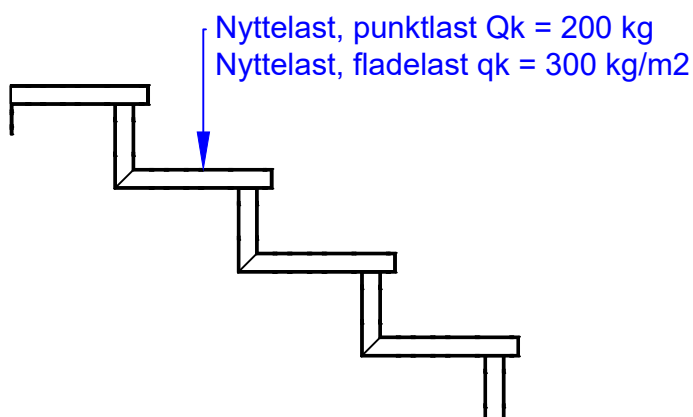 Nyttelast, punktlast Qk = 200 kg
Nyttelast, fladelast qk = 300 kg/m2